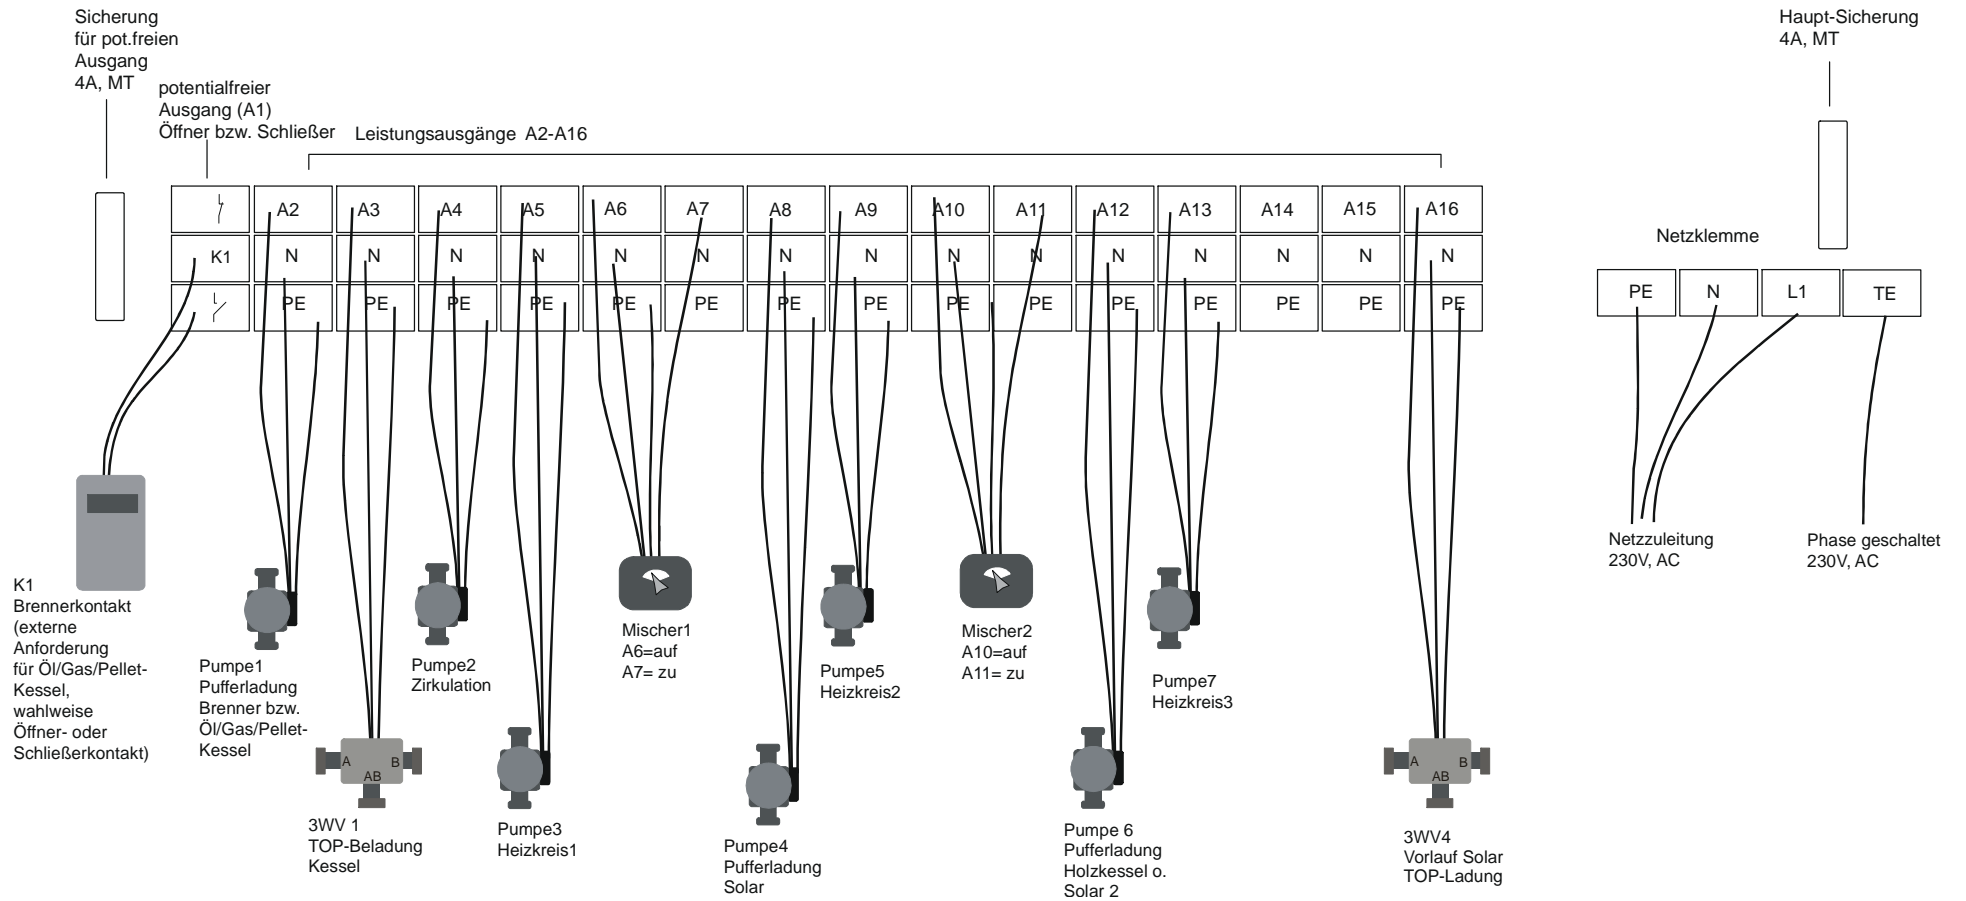 Sicherung
für pot.freien
Ausgang
4A, MT
potentialfreier
Ausgang (A1)
Öffner bzw. Schließer
Leistungsausgänge A2-A16
Haupt-Sicherung
4A, MT
A2 A3 A4 A5 A6 A7 A8 A9 A10 A11 A12 A13 A14 A15 A16
K1 N N N N N N N N N N N N N N N
PE PE PE PE PE PE PE PE PE PE PE PE PE PE PE
Netzklemme
PE N L1 TE
Netzzuleitung
230V, AC
Phase geschaltet
230V, AC
K1
Brennerkontakt
(externe
Anforderung
für Öl/Gas/Pellet-
Kessel,
wahlweise
Öffner- oder
Schließerkontakt)
Pumpe1
Pufferladung
Brenner bzw.
Öl/Gas/Pellet-
Kessel
A B
AB
3WV 1
TOP-Beladung
Kessel
Pumpe2
Zirkulation
Pumpe3
Heizkreis1
Mischer1
A6=auf
A7= zu
Pumpe4
Pufferladung
Solar
Pumpe5
Heizkreis2
Mischer2
A10=auf
A11= zu
Pumpe 6
Pufferladung
Holzkessel o.
Solar 2
Pumpe7
Heizkreis3
A B
AB
3WV4
Vorlauf Solar
TOP-Ladung